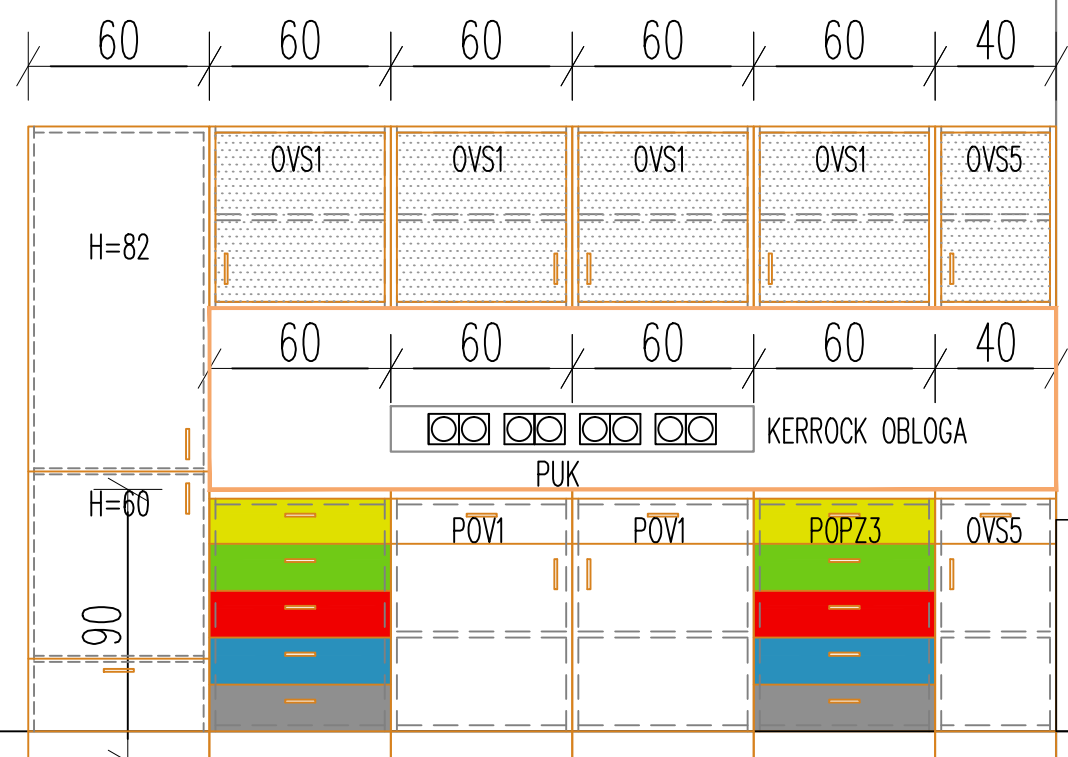 60 60 60 60 60 40
OVS1 OVS1 OVS1 OVS1 OVS5
H=82
60 60 60 60 40
KERROCK OBLOGA
PUK
H=60
POV1 POV1 POPZ3 OVS5
90